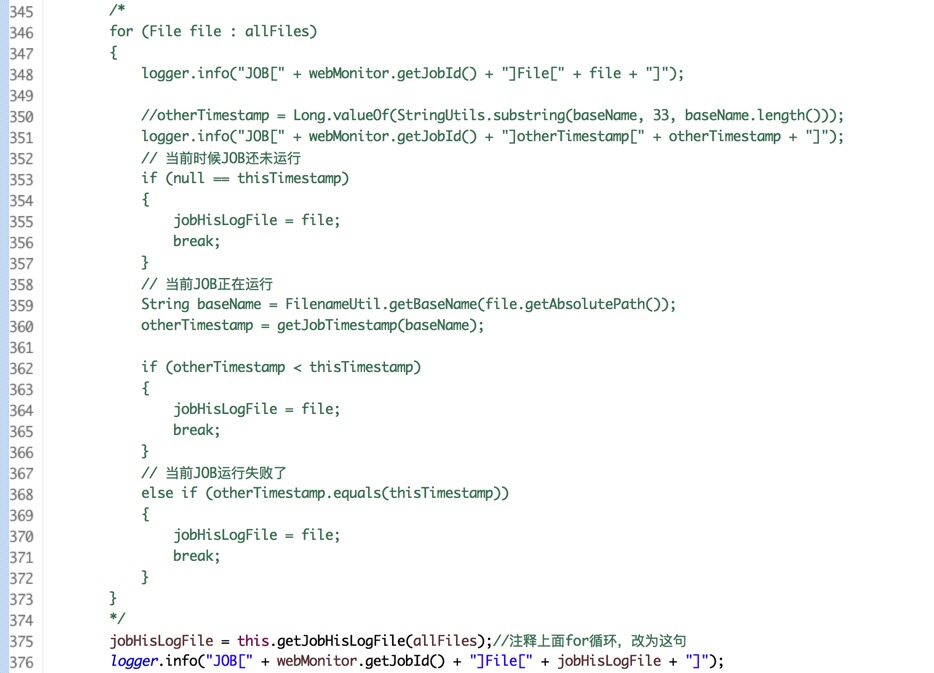 345 /*
346 for (File file : allFiles)
347 {
348 logger.info("JOB[" + webMonitor.getJobId() + "]File[" + file + "]");
349
350 //otherTimestamp = Long.valueOf(StringUtils.substring(baseName, 33, baseName.length()));
351 logger.info("JOB[" + webMonitor.getJobId() + "]otherTimestamp[" + otherTimestamp + "]");
352 // 当前时候JOB还未运行
353 if (null == thisTimestamp)
354 {
355 jobHisLogFile = file;
356 break;
357 }
358 // 当前JOB正在运行
359 String baseName = FilenameUtil.getBaseName(file.getAbsolutePath());
360 otherTimestamp = getJobTimestamp(baseName);
361
362 if (otherTimestamp < thisTimestamp)
363 {
364 jobHisLogFile = file;
365 break;
366 }
367 // 当前JOB运行失败了
368 else if (otherTimestamp.equals(thisTimestamp))
369 {
370 jobHisLogFile = file;
371 break;
372 }
373 }
374 */
375 jobHisLogFile = this.getJobHisLogFile(allFiles);//注释上面for循环，改为这句
376 logger.info("JOB[" + webMonitor.getJobId() + "]File[" + jobHisLogFile + "]");